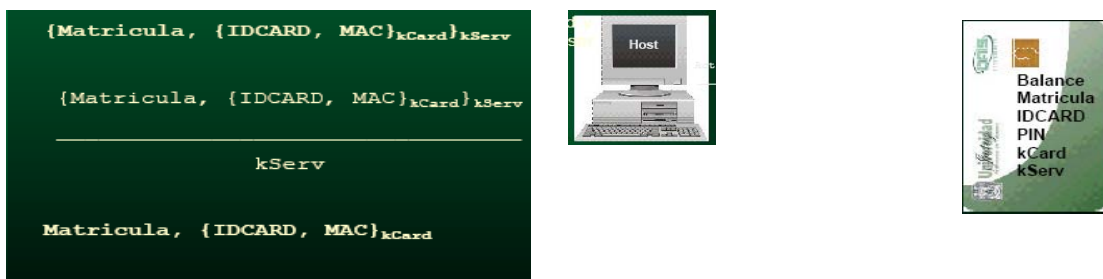 {Matricula, {IDCARD, MAC}kCard}kServ
{Matricula, {IDCARD, MAC}kCard}kServ
kServ
Matricula, {IDCARD, MAC}kCard
Host
Balance
Matricula
IDCARD
PIN
kCard
kServ